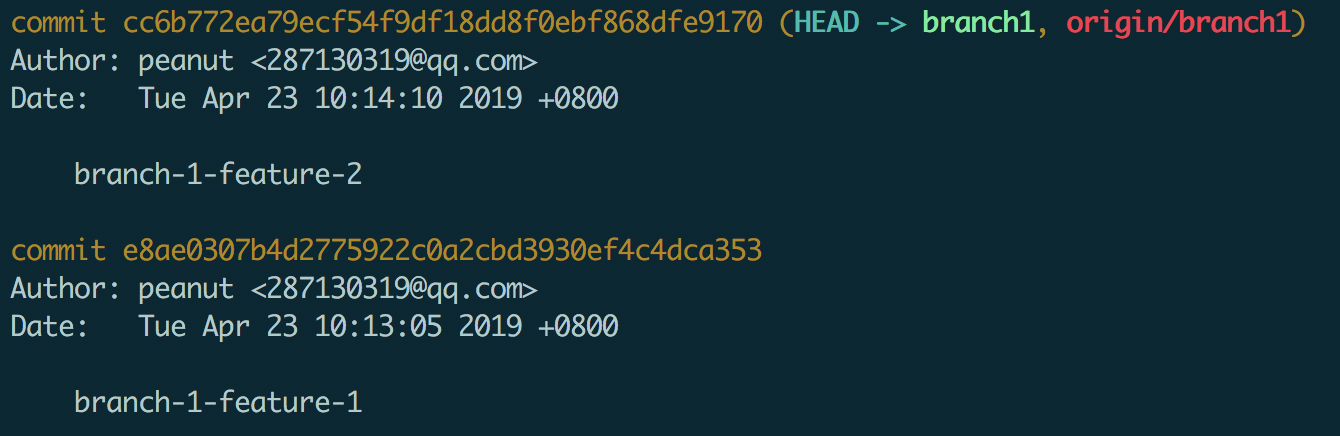 commit cc6b772ea79ecf54f9df18dd8f0ebf868dfe9170 (HEAD -> branch1, origin/branch1)
Author: peanut <287130319@qq.com>
Date:   Tue Apr 23 10:14:10 2019 +0800
branch-1-feature-2
commit e8ae0307b4d2775922c0a2cbd3930ef4c4dca353
Author: peanut <287130319@qq.com>
Date:   Tue Apr 23 10:13:05 2019 +0800
branch-1-feature-1